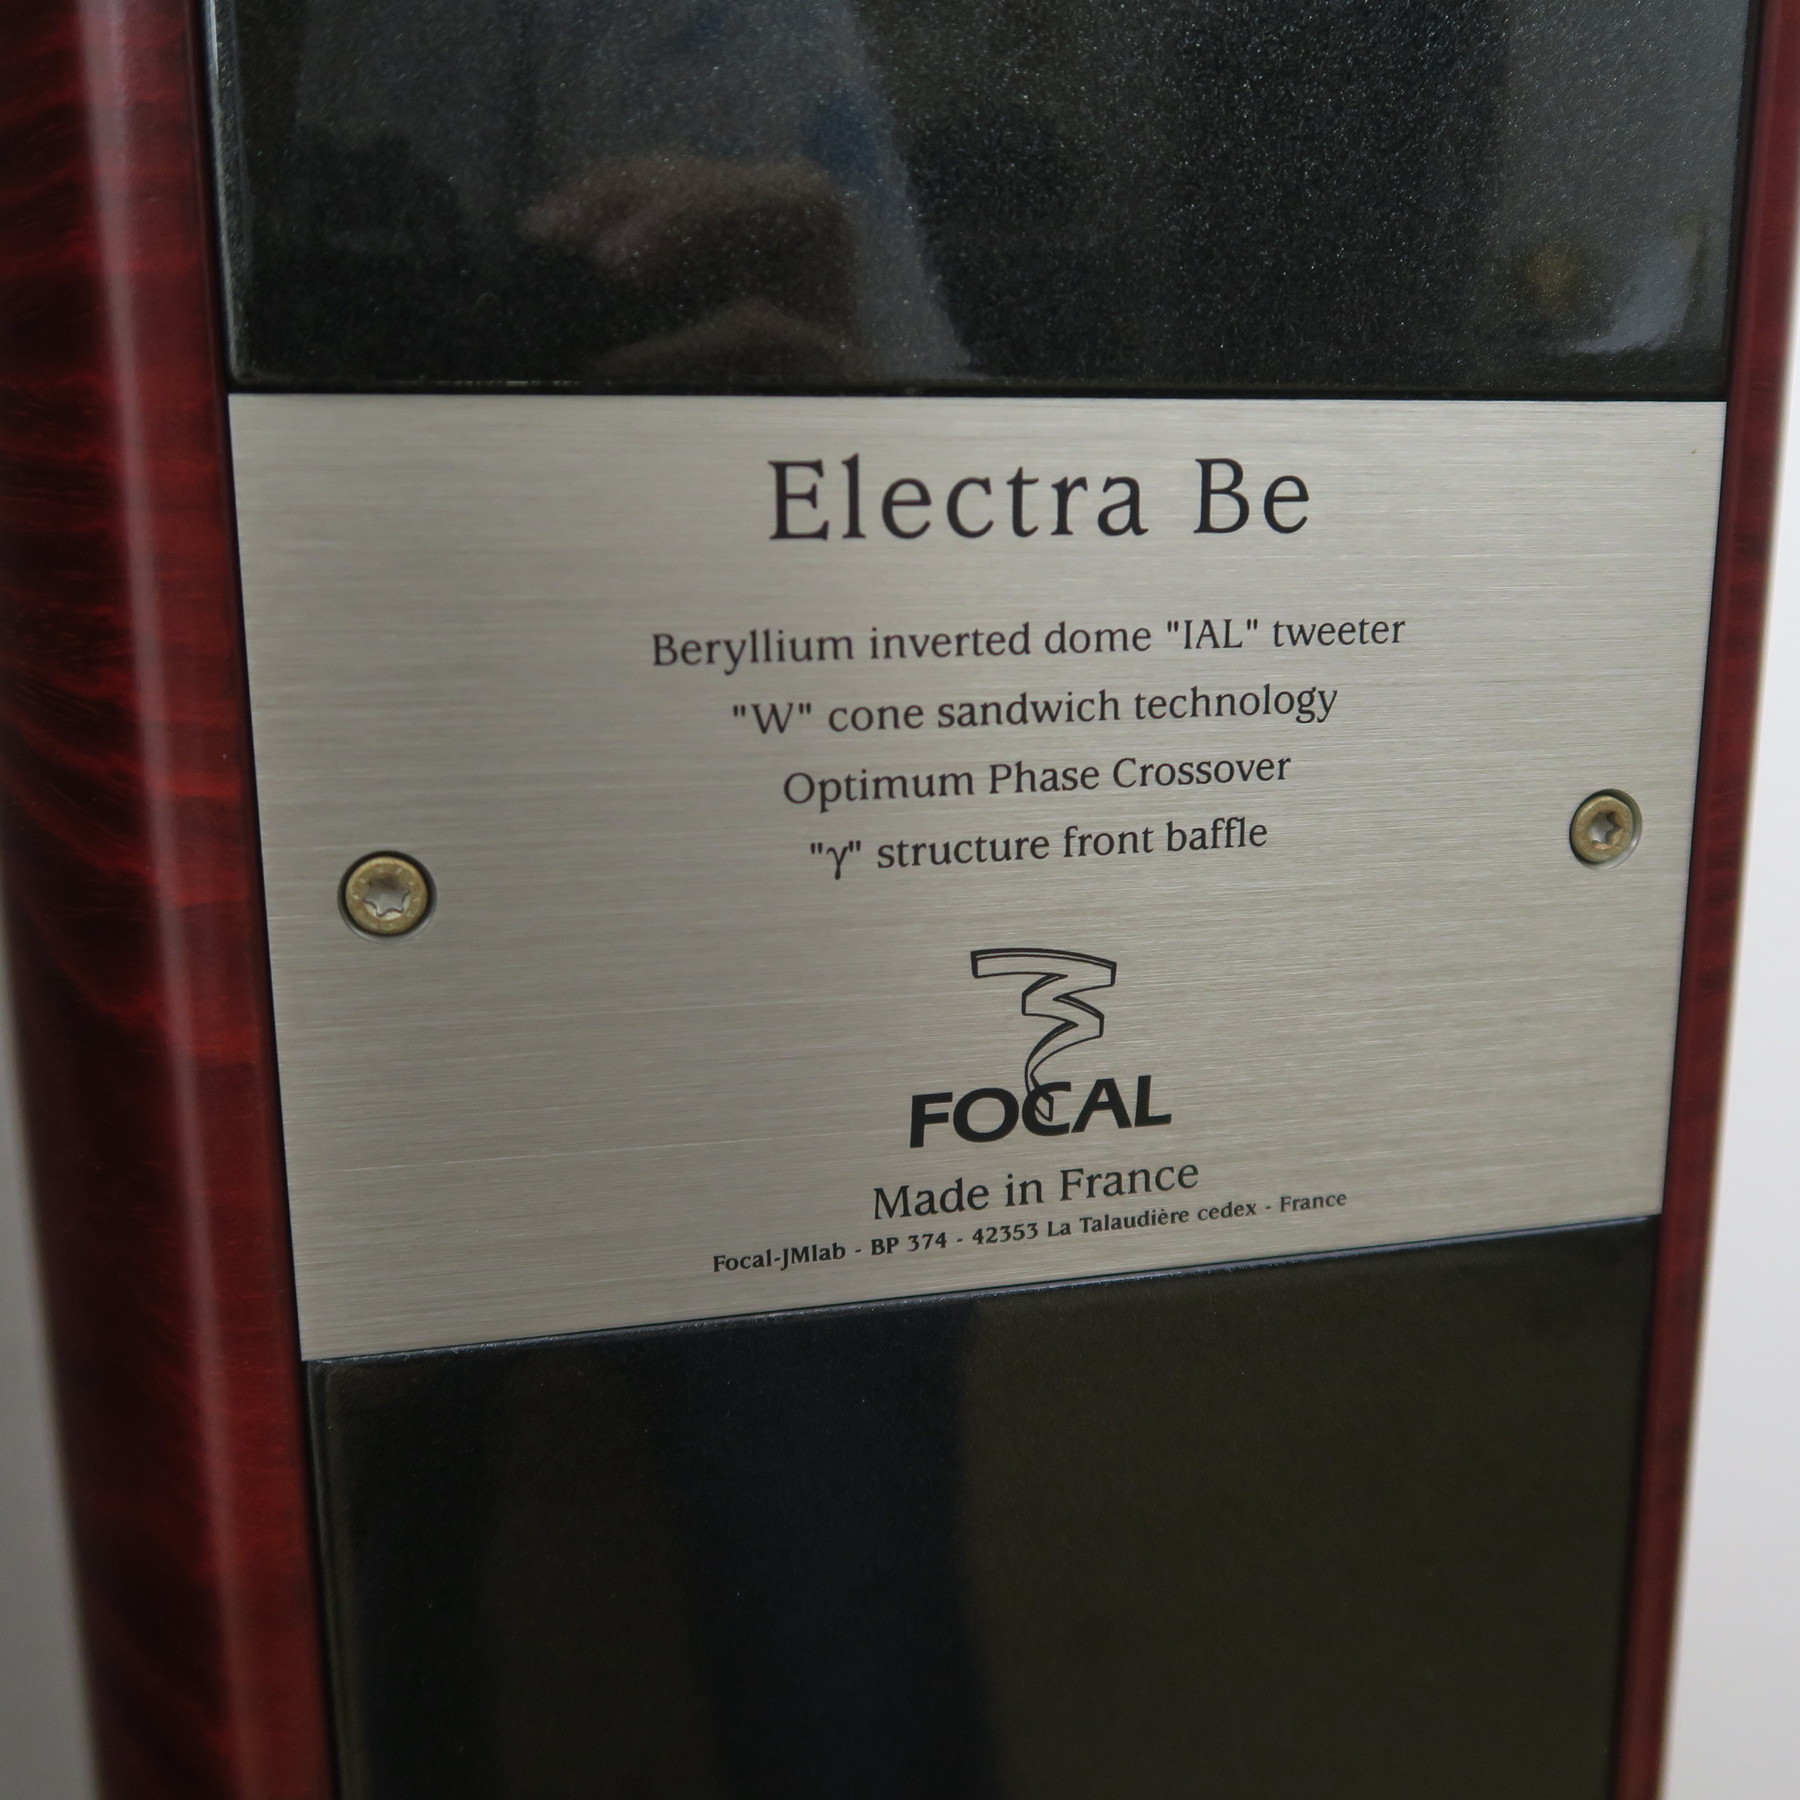 Electra Be
Beryllium inverted dome "IAL" tweeter
"W" cone sandwich technology
Optimum Phase Crossover
"γ" structure front baffle
FOCAL
Made in France
Focal-JMlab - BP 374 - 42353 La Talaudière cedex - France